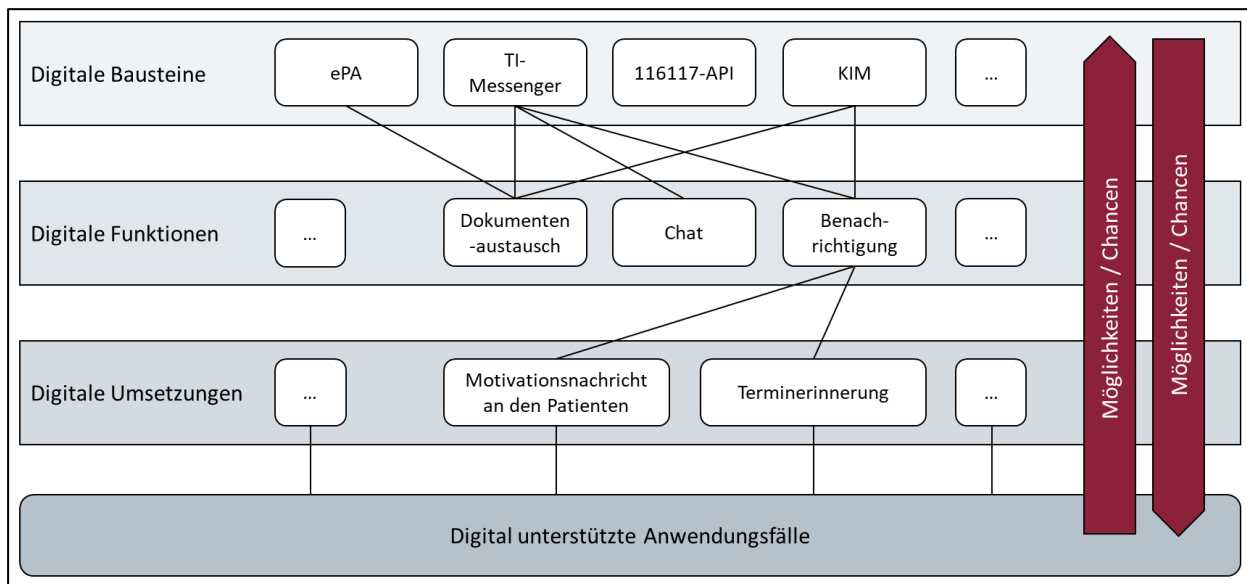 Digitale Bausteine
ePA
TI-
Messenger
116117-API
KIM
...
Digitale Funktionen
...
Dokumenten
-austausch
Chat
Benach-
richtigung
...
Digitale Umsetzungen
...
Motivationsnachricht
an den Patienten
Terminerinnerung
...
Digital unterstützte Anwendungsfälle
Möglichkeiten / Chancen
Möglichkeiten / Chancen